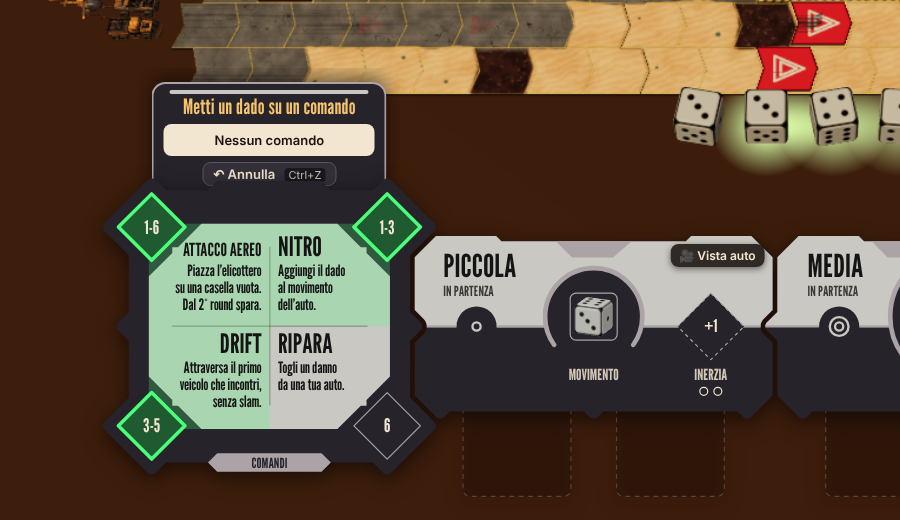 Metti un dado su un comando
Nessun comando
↶ Annulla Ctrl+Z
1-6
1-3
ATTACCO AEREO
Piazza l'elicottero
su una casella vuota.
Dal 2° round spara.
NITRO
Aggiungi il dado
al movimento
dell'auto.
DRIFT
Attraversa il primo
veicolo che incontri,
senza slam.
RIPARA
Togli un danno
da una tua auto.
3-5
6
COMANDI
PICCOLA
IN PARTENZA
Vista auto
+1
MOVIMENTO
INERZIA
MEDIA
IN PARTENZA